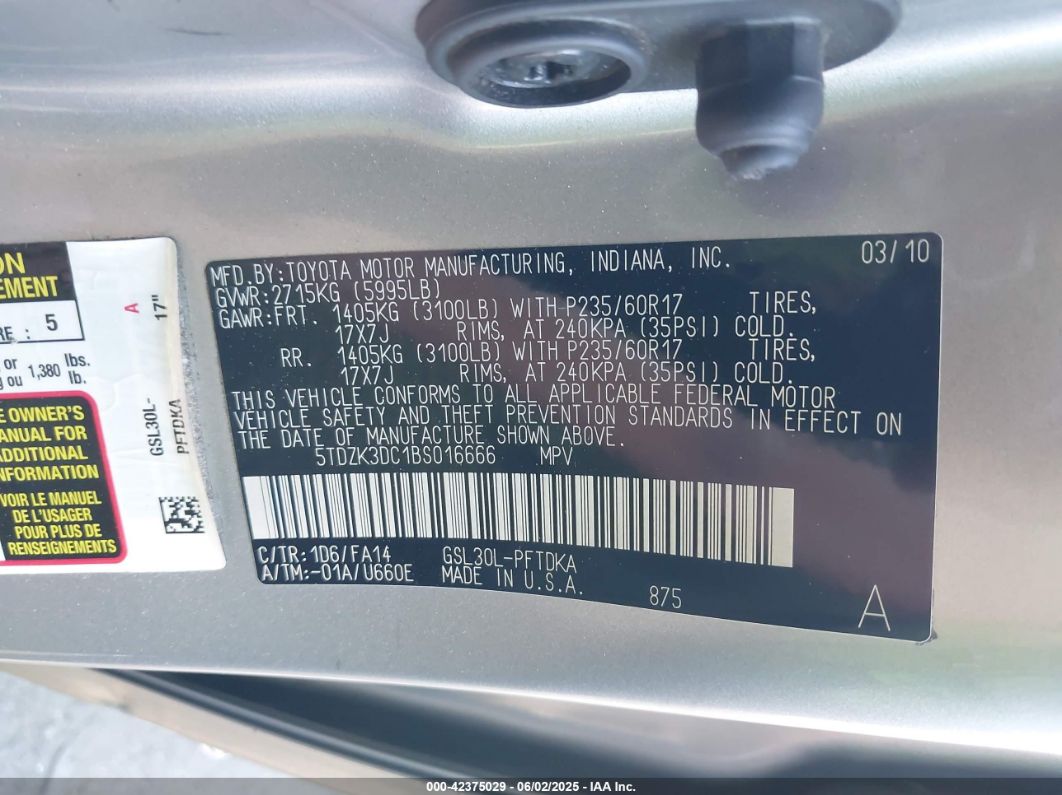 ON
EMENT
RE : 5
or
g ou 1,380 lbs.
lb.
E OWNER'S
ANUAL FOR
DDITIONAL
NFORMATION
VOIR LE MANUEL
DE L'USAGER
POUR PLUS DE
RENSEIGNEMENTS
A
17"
GSL30L-
PFTDKA
MFD.BY:TOYOTA MOTOR MANUFACTURING, INDIANA, INC. 03/10
GVWR:2715KG (5995LB)
GAWR:FRT. 1405KG (3100LB) WITH P235/60R17 TIRES,
17X7J RIMS, AT 240KPA (35PSI) COLD.
RR. 1405KG (3100LB) WITH P235/60R17 TIRES,
17X7J RIMS, AT 240KPA (35PSI) COLD.
THIS VEHICLE CONFORMS TO ALL APPLICABLE FEDERAL MOTOR
VEHICLE SAFETY AND THEFT PREVENTION STANDARDS IN EFFECT ON
THE DATE OF MANUFACTURE SHOWN ABOVE.
5TDZK3DC1BS016666 MPV
C/TR:1D6/FA14 GSL30L-PFTDKA
A/TM:-01A/U660E MADE IN U.S.A. 875 A
000-42375029 - 06/02/2025 - IAA Inc.